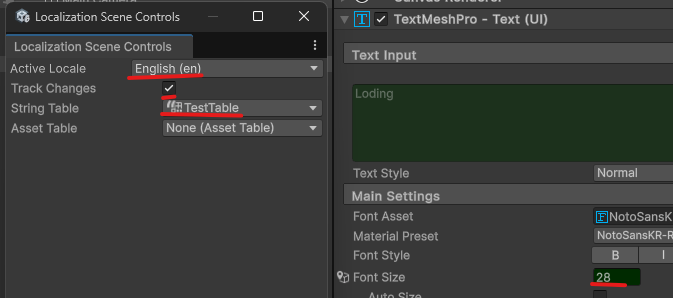 Localization Scene Controls
Localization Scene Controls
Active Locale English (en)
Track Changes
String Table TestTable
Asset Table None (Asset Table)
TextMeshPro - Text (UI)
Text Input
Loding
Text Style Normal
Main Settings
Font Asset NotoSansK
Material Preset NotoSansKR-R
Font Style B I
Font Size 28
Auto Size